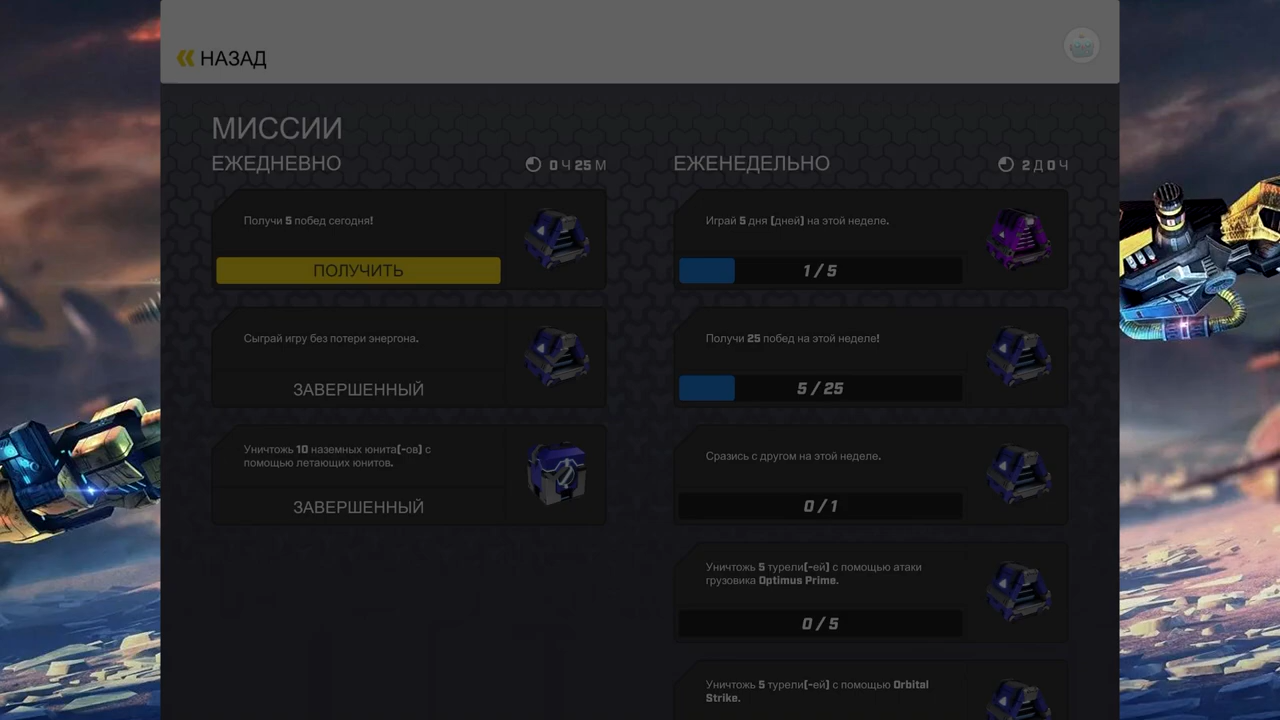 НАЗАД
МИССИИ
ЕЖЕДНЕВНО
0 Ч 25 М
Получи 5 побед сегодня!
ПОЛУЧИТЬ
Сыграй игру без потери энергона.
ЗАВЕРШЕННЫЙ
Уничтожь 10 наземных юнита(-ов) с
помощью летающих юнитов.
ЗАВЕРШЕННЫЙ
ЕЖЕНЕДЕЛЬНО
2 Д 0 Ч
Играй 5 дня (дней) на этой неделе.
1 / 5
Получи 25 побед на этой неделе!
5 / 25
Сразись с другом на этой неделе.
0 / 1
Уничтожь 5 турели(-ей) с помощью атаки
грузовика Optimus Prime.
0 / 5
Уничтожь 5 турели(-ей) с помощью Orbital
Strike.